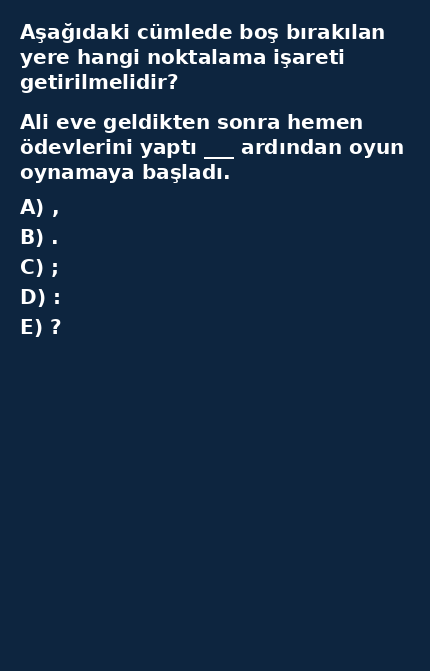 Aşağıdaki cümlede boş bırakılan
yere hangi noktalama işareti
getirilmelidir?
Ali eve geldikten sonra hemen
ödevlerini yaptı ___ ardından oyun
oynamaya başladı.
A) ,
B) .
C) ;
D) :
E) ?